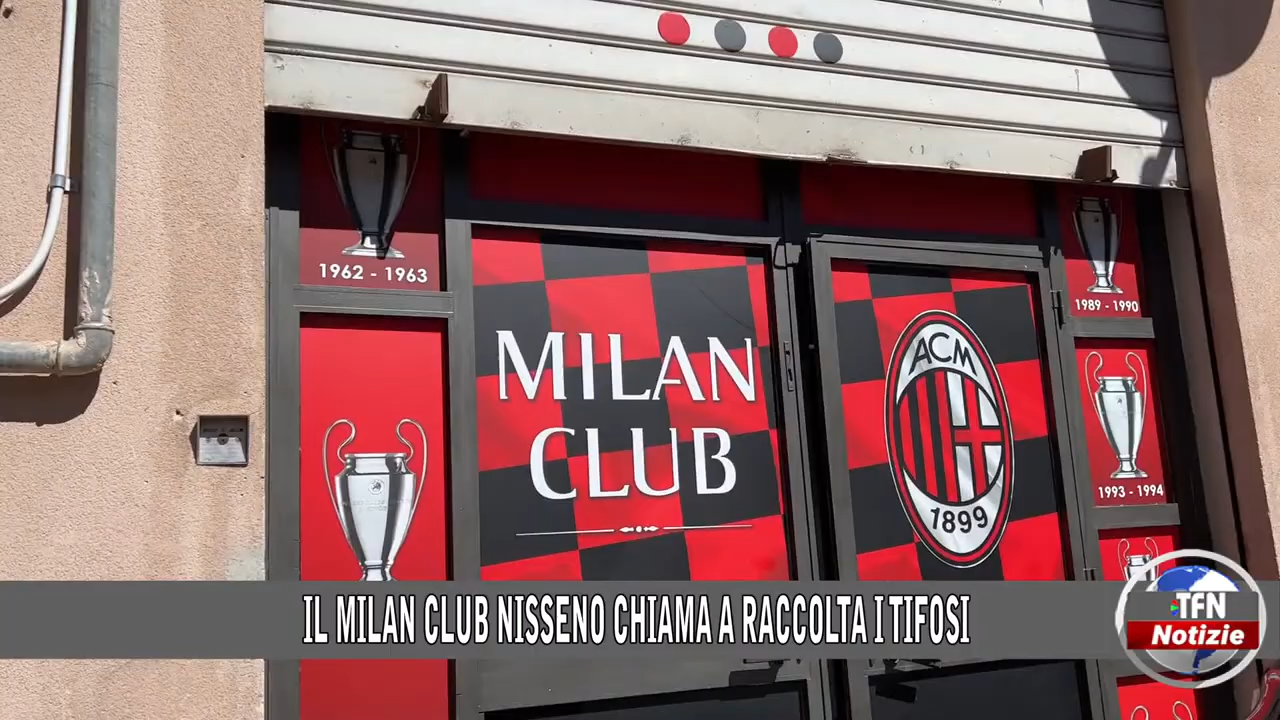 1962 - 1963
1989 - 1990
MILAN
CLUB
ACM
1899
1993 - 1994
IL MILAN CLUB NISSENO CHIAMA A RACCOLTA I TIFOSI
TFN
Notizie